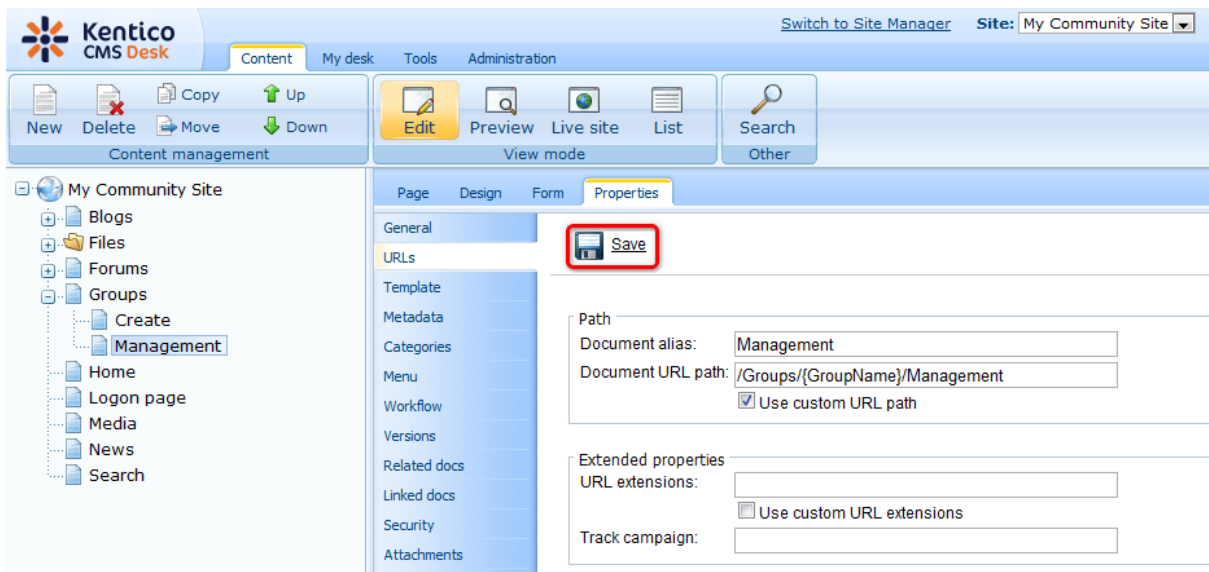 Kentico
CMS Desk
Switch to Site Manager Site: My Community Site
Content My desk Tools Administration
New Delete Copy Move Up Down
Content management
Edit Preview Live site List
View mode
Search
Other
My Community Site
Blogs
Files
Forums
Groups
Create
Management
Home
Logon page
Media
News
Search
Page Design Form Properties
General
URLs
Template
Metadata
Categories
Menu
Workflow
Versions
Related docs
Linked docs
Security
Attachments
Save
Path
Document alias: Management
Document URL path: /Groups/{GroupName}/Management
Use custom URL path
Extended properties
URL extensions:
Use custom URL extensions
Track campaign: